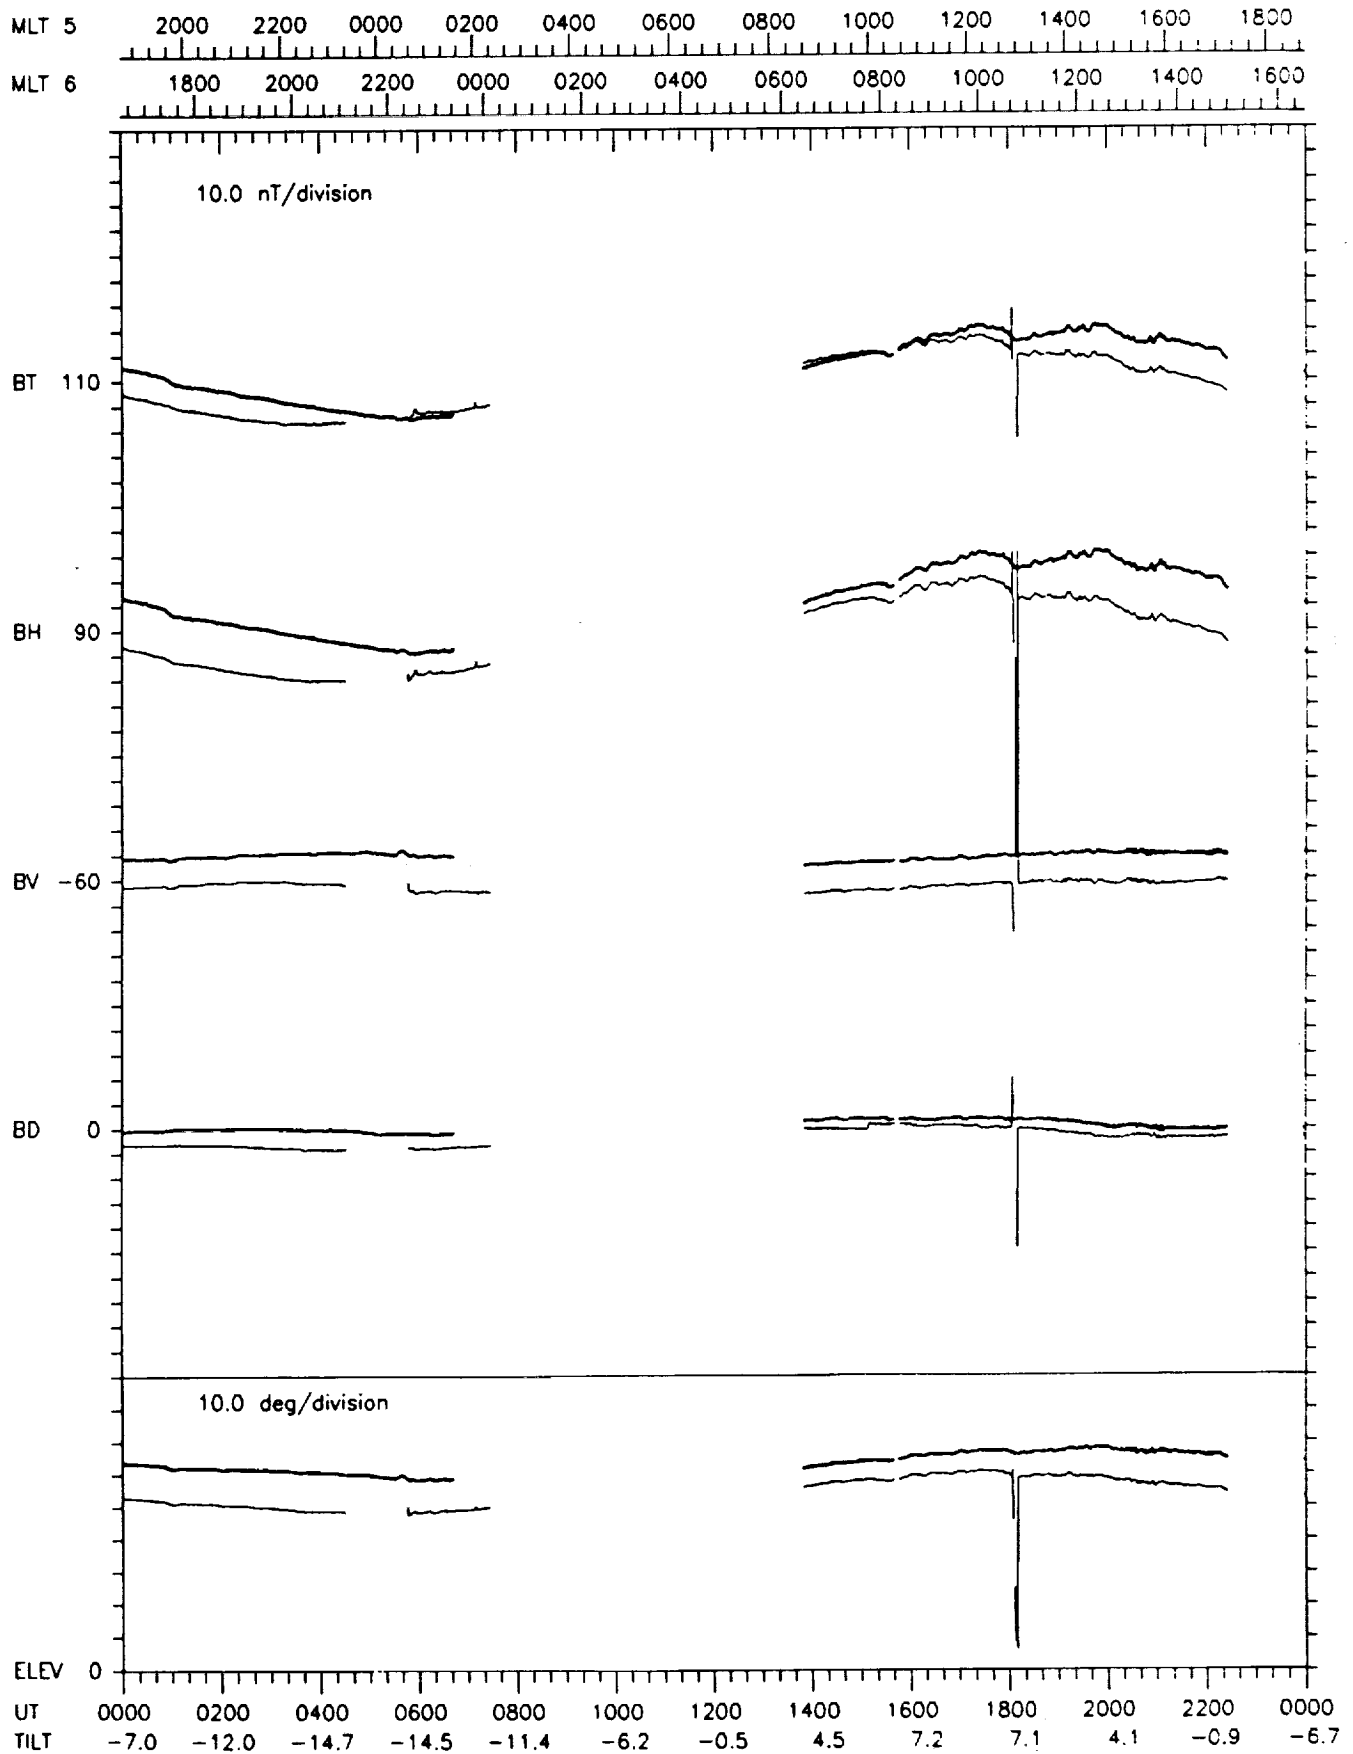 MLT 5 2000 2200 0000 0200 0400 0600 0800 1000 1200 1400 1600 1800
MLT 6 1800 2000 2200 0000 0200 0400 0600 0800 1000 1200 1400 1600
10.0 nT/division
BT 110
BH 90
BV -60
BD 0
10.0 deg/division
ELEV 0
UT 0000 0200 0400 0600 0800 1000 1200 1400 1600 1800 2000 2200 0000
TILT -7.0 -12.0 -14.7 -14.5 -11.4 -6.2 -0.5 4.5 7.2 7.1 4.1 -0.9 -6.7